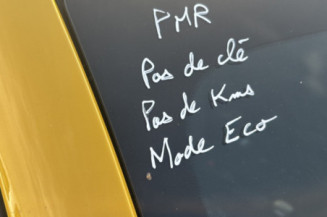 PMR
Pas de clé
Pas de Kms
Mode Eco